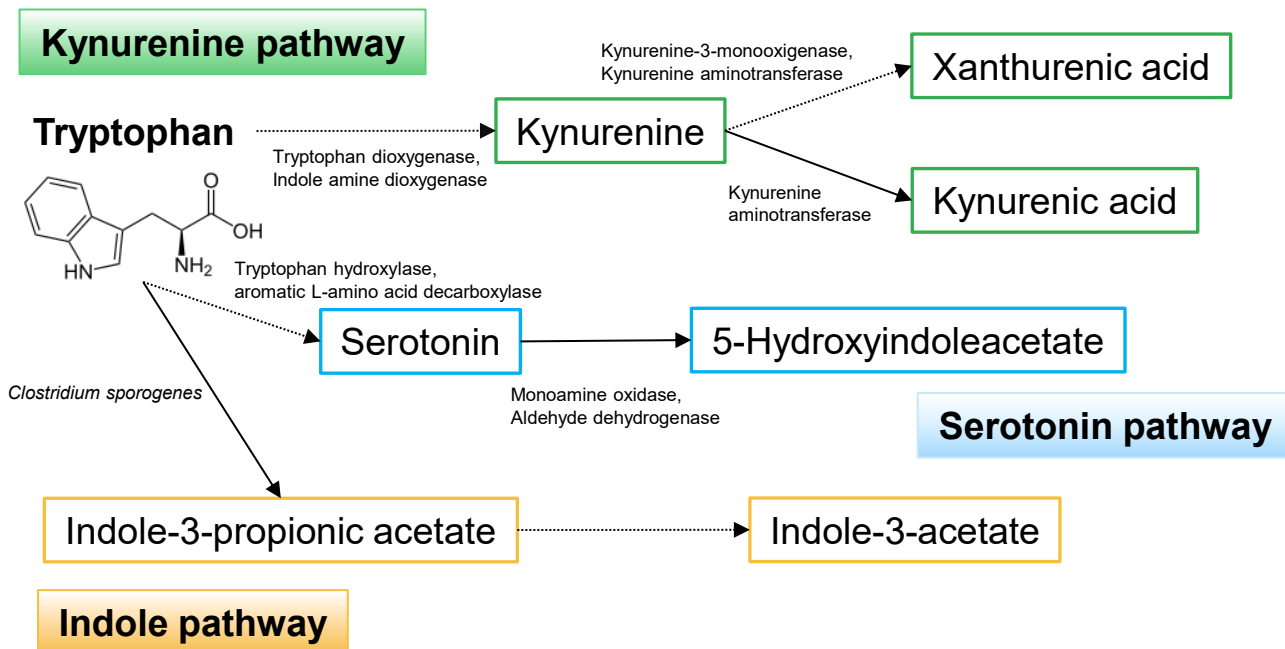 Kynurenine pathway
Kynurenine-3-monooxigenase,
Kynurenine aminotransferase
Xanthurenic acid
Tryptophan
Kynurenine
Tryptophan dioxygenase,
Indole amine dioxygenase
Kynurenine
aminotransferase
Kynurenic acid
O
OH
NH₂
HN
Tryptophan hydroxylase,
aromatic L-amino acid decarboxylase
Serotonin
5-Hydroxyindoleacetate
Clostridium sporogenes
Monoamine oxidase,
Aldehyde dehydrogenase
Serotonin pathway
Indole-3-propionic acetate
Indole-3-acetate
Indole pathway